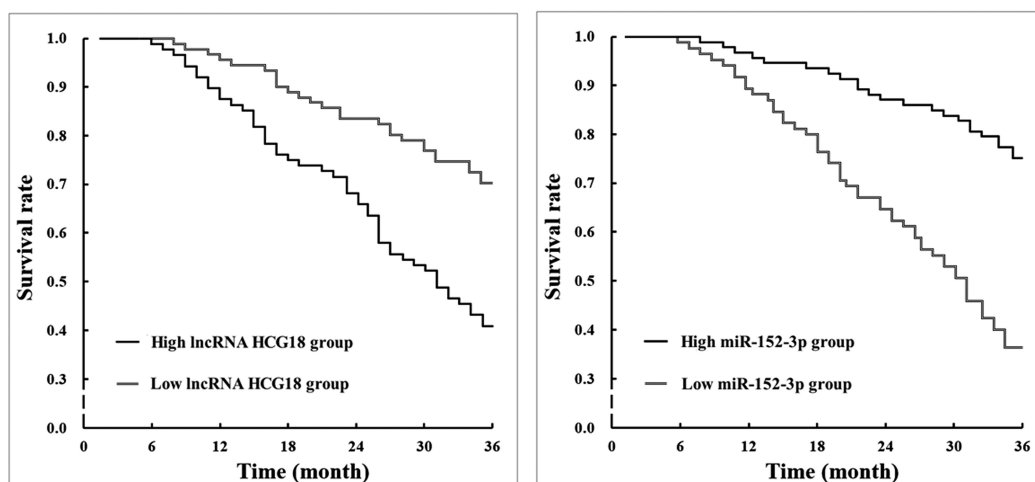 Survival rate
1.0
0.9
0.8
0.7
0.6
0.5
0.4
0.3
0.0
High lncRNA HCG18 group
Low lncRNA HCG18 group
0 6 12 18 24 30 36
Time (month)
Survival rate
1.0
0.9
0.8
0.7
0.6
0.5
0.4
0.3
0.0
High miR-152-3p group
Low miR-152-3p group
0 6 12 18 24 30 36
Time (month)